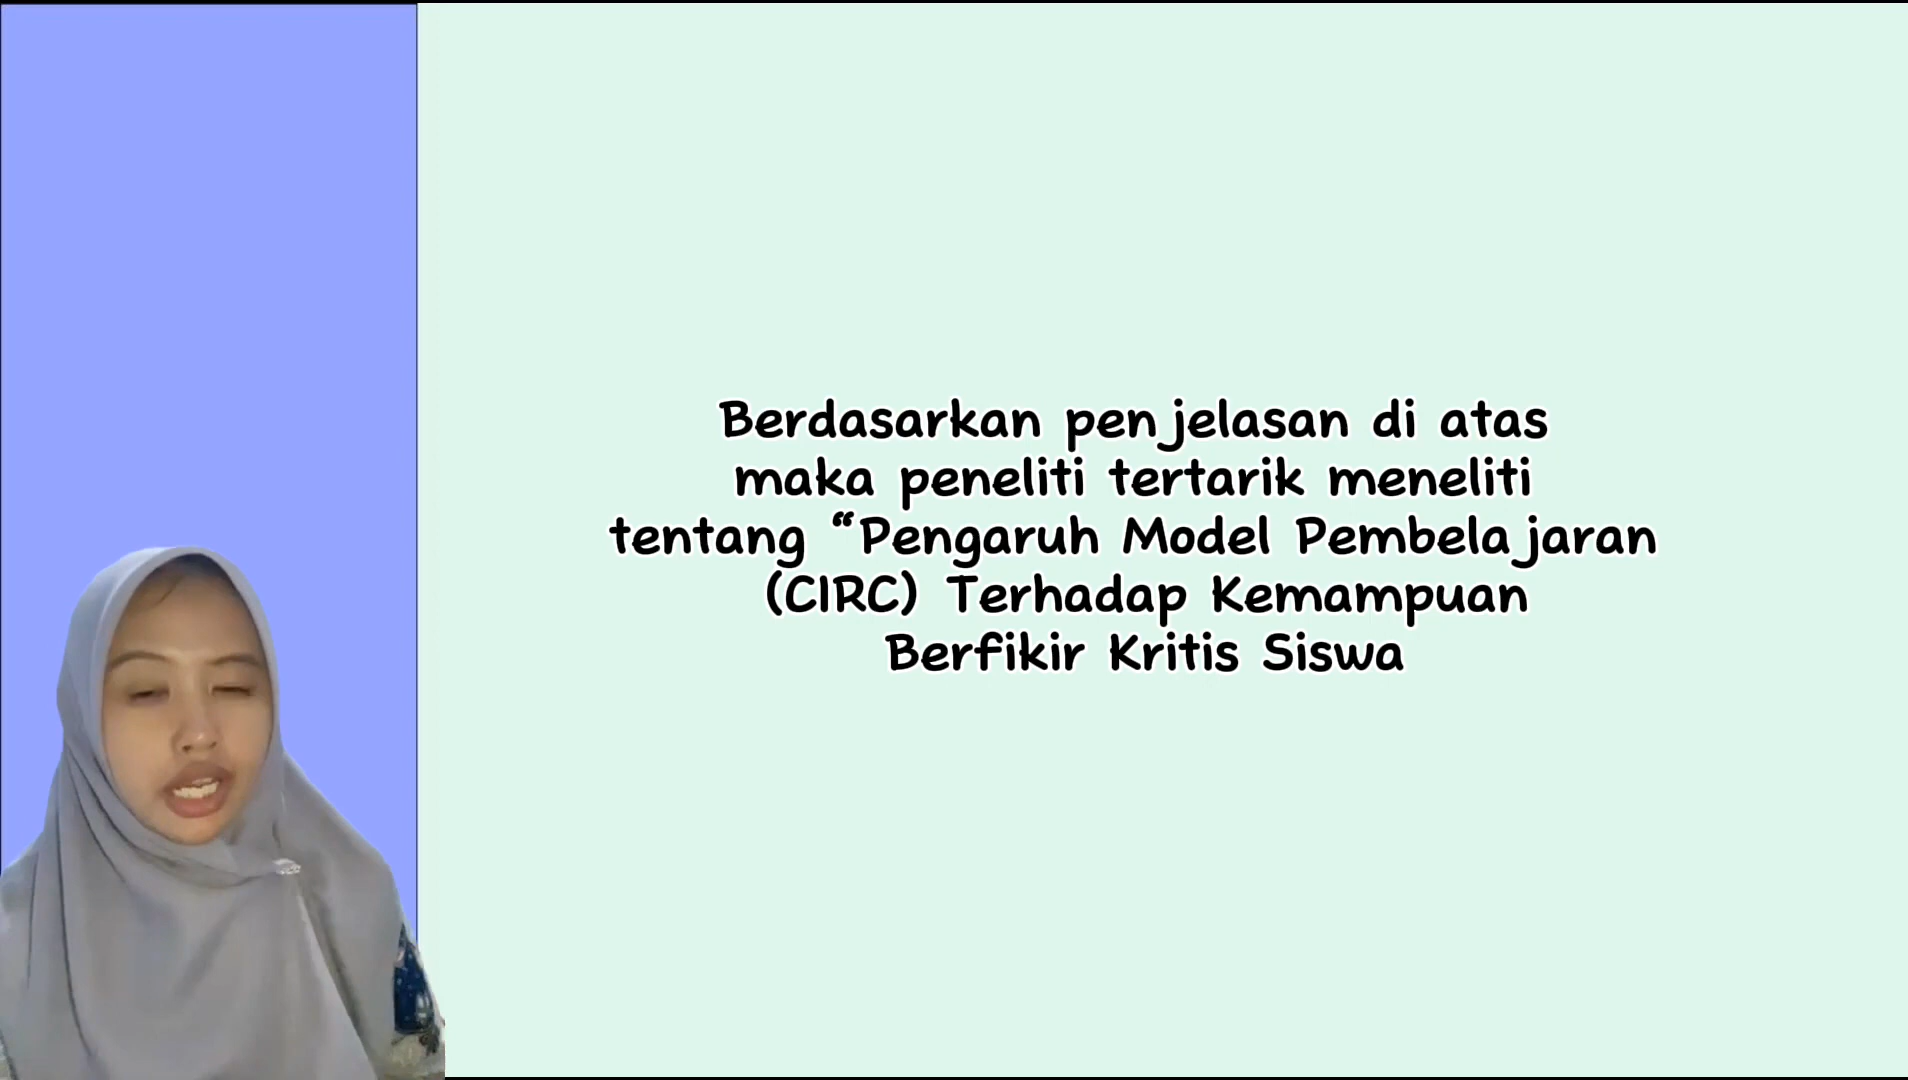 Berdasarkan penjelasan di atas
maka peneliti tertarik meneliti
tentang “Pengaruh Model Pembelajaran
(CIRC) Terhadap Kemampuan
Berfikir Kritis Siswa